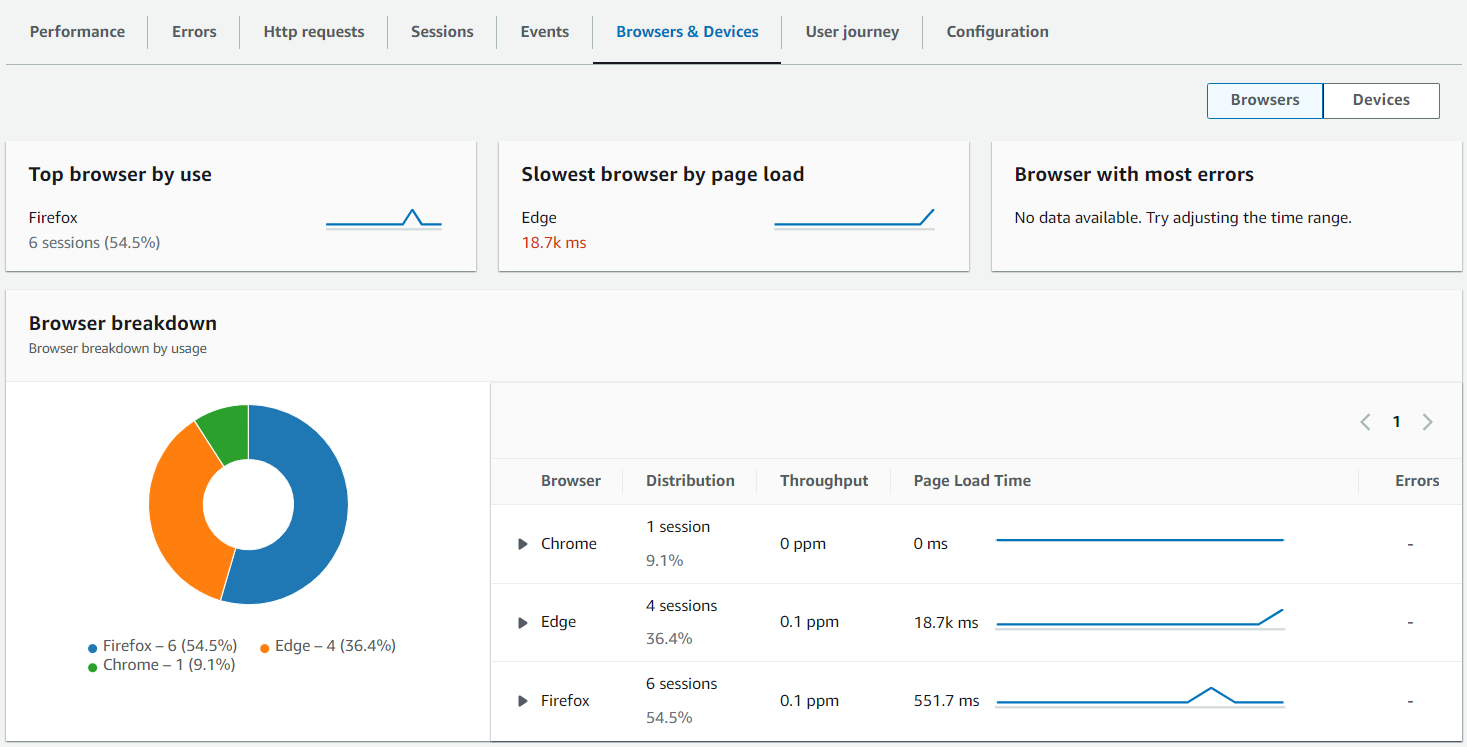 Performance Errors Http requests Sessions Events Browsers & Devices User journey Configuration
Browsers Devices
Top browser by use
Firefox
6 sessions (54.5%)
Slowest browser by page load
Edge
18.7k ms
Browser with most errors
No data available. Try adjusting the time range.
Browser breakdown
Browser breakdown by usage
Firefox – 6 (54.5%) Edge – 4 (36.4%)
Chrome – 1 (9.1%)
1
Browser Distribution Throughput Page Load Time Errors
1 session
Chrome 0 ppm 0 ms -
9.1%
4 sessions
Edge 0.1 ppm 18.7k ms -
36.4%
6 sessions
Firefox 0.1 ppm 551.7 ms -
54.5%